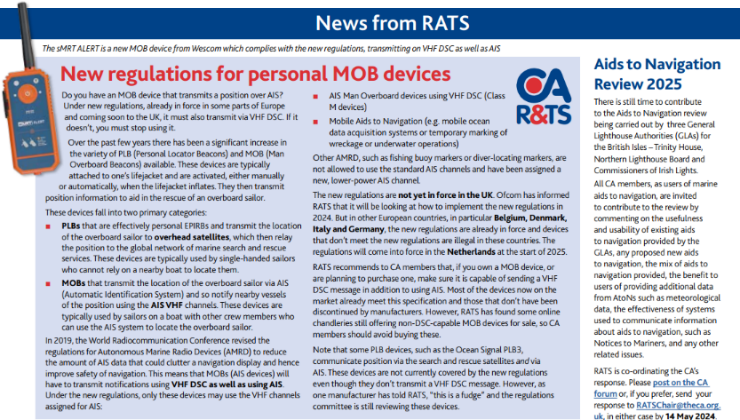 News from RATS
The sMRT ALERT is a new MOB device from Wescom which complies with the new regulations, transmitting on VHF DSC as well as AIS
New regulations for personal MOB devices
CA
R&TS
Do you have an MOB device that transmits a position over AIS?
Under new regulations, already in force in some parts of Europe
and coming soon to the UK, it must also transmit via VHF DSC. If it
doesn't, you must stop using it.
Over the past few years there has been a significant increase in
the variety of PLB (Personal Locator Beacons) and MOB (Man
Overboard Beacons) available. These devices are typically
attached to one's lifejacket and are activated, either manually
or automatically, when the lifejacket inflates. They then transmit
position information to aid in the rescue of an overboard sailor.
These devices fall into two primary categories:
PLBs that are effectively personal EPIRBs and transmit the location
of the overboard sailor to overhead satellites, which then relay
the position to the global network of marine search and rescue
services. These devices are typically used by single-handed sailors
who cannot rely on a nearby boat to locate them.
MOBs that transmit the location of the overboard sailor via AIS
(Automatic Identification System) and so notify nearby vessels
of the position using the AIS VHF channels. These devices are
typically used by sailors on a boat with other crew members who
can use the AIS system to locate the overboard sailor.
In 2019, the World Radiocommunication Conference revised the
regulations for Autonomous Marine Radio Devices (AMRD) to reduce
the amount of AIS data that could clutter a navigation display and hence
improve safety of navigation. This means that MOBs (AIS devices) will
have to transmit notifications using VHF DSC as well as using AIS.
Under the new regulations, only these devices may use the VHF channels
assigned for AIS:
AIS Man Overboard devices using VHF DSC (Class
M devices)
Mobile Aids to Navigation (e.g. mobile ocean
data acquisition systems or temporary marking of
wreckage or underway operations)
Other AMRD, such as fishing buoy markers or diver-locating markers, are
not allowed to use the standard AIS channels and have been assigned a
new, lower-power AIS channel.
The new regulations are not yet in force in the UK. Ofcom has informed
RATS that it will be looking at how to implement the new regulations in
2024. But in other European countries, in particular Belgium, Denmark,
Italy and Germany, the new regulations are already in force and devices
that don't meet the new regulations are illegal in these countries. The
regulations will come into force in the Netherlands at the start of 2025.
RATS recommends to CA members that, if you own a MOB device, or
are planning to purchase one, make sure it is capable of sending a VHF
DSC message in addition to using AIS. Most of the devices now on the
market already meet this specification and those that don't have been
discontinued by manufacturers. However, RATS has found some online
chandleries still offering non-DSC-capable MOB devices for sale, so CA
members should avoid buying these.
Note that some PLB devices, such as the Ocean Signal PLB3,
communicate position via the search and rescue satellites and via
AIS. These devices are not currently covered by the new regulations
even though they don't transmit a VHF DSC message. However, as
one manufacturer has told RATS, "this is a fudge" and the regulations
committee is still reviewing these devices.
Aids to Navigation
Review 2025
There is still time to contribute
to the Aids to Navigation review
being carried out by three General
Lighthouse Authorities (GLAs) for
the British Isles – Trinity House,
Northern Lighthouse Board and
Commissioners of Irish Lights.
All CA members, as users of marine
aids to navigation, are invited
to contribute to the review by
commenting on the usefulness
and usability of existing aids
to navigation provided by the
GLAs, any proposed new aids
to navigation, the mix of aids to
navigation provided, the benefit to
users of providing additional data
from AtoNs such as meteorological
data, the effectiveness of systems
used to communicate information
about aids to navigation, such as
Notices to Mariners, and any other
related issues.
RATS is co-ordinating the CA's
response. Please post on the CA
forum or, if you prefer, send your
response to RATSChair@theca.org.
uk, in either case by 14 May 2024.